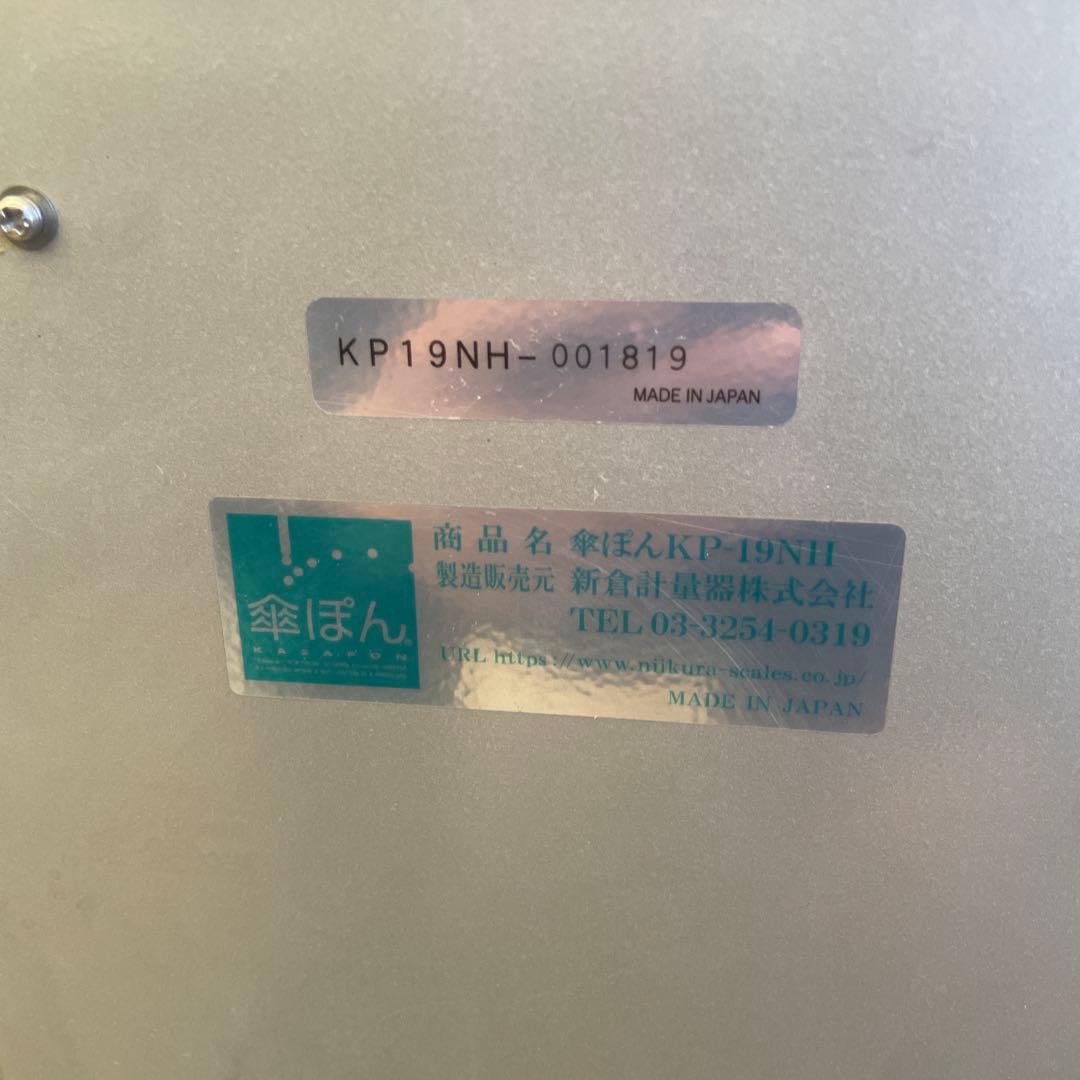 KP19NH-001819
MADE IN JAPAN
傘ぽん®
KASAPON
商品名 傘ぽんKP-19NH
製造販売元 新倉計量器株式会社
TEL 03-3254-0319
URL https://www.niikura-scales.co.jp/
MADE IN JAPAN